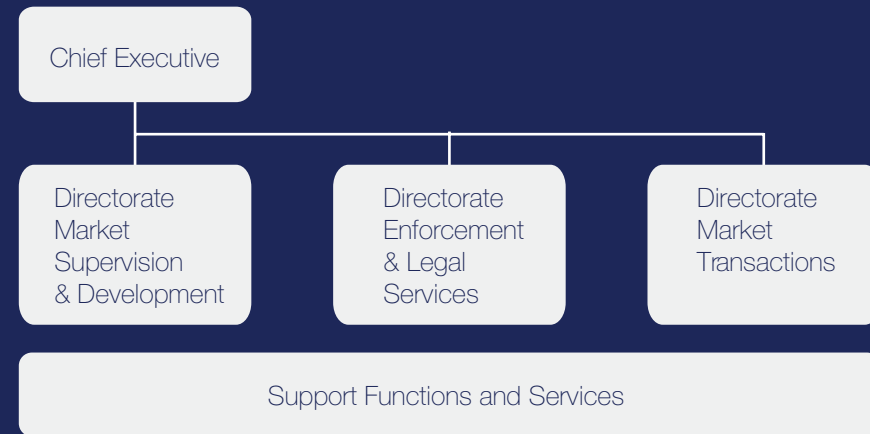 Chief Executive
Directorate
Market
Supervision
& Development
Directorate
Enforcement
& Legal
Services
Directorate
Market
Transactions
Support Functions and Services